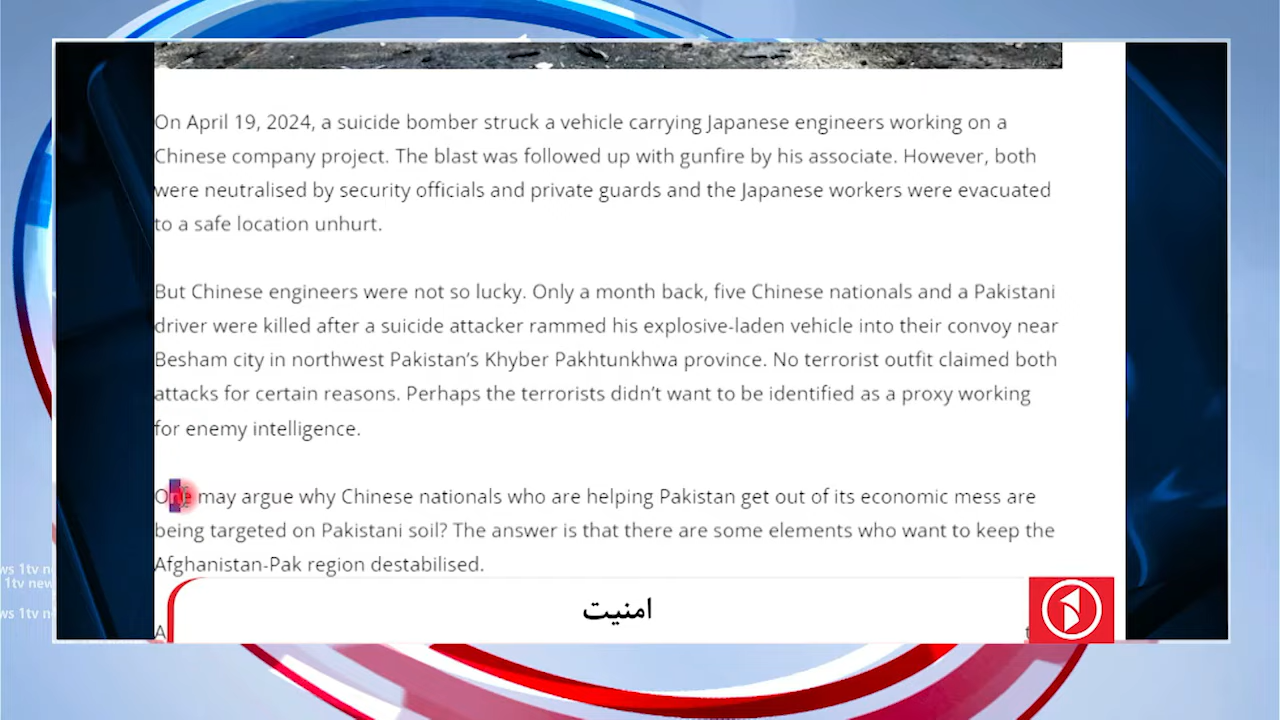 On April 19, 2024, a suicide bomber struck a vehicle carrying Japanese engineers working on a
Chinese company project. The blast was followed up with gunfire by his associate. However, both
were neutralised by security officials and private guards and the Japanese workers were evacuated
to a safe location unhurt.
But Chinese engineers were not so lucky. Only a month back, five Chinese nationals and a Pakistani
driver were killed after a suicide attacker rammed his explosive-laden vehicle into their convoy near
Besham city in northwest Pakistan's Khyber Pakhtunkhwa province. No terrorist outfit claimed both
attacks for certain reasons. Perhaps the terrorists didn't want to be identified as a proxy working
for enemy intelligence.
One may argue why Chinese nationals who are helping Pakistan get out of its economic mess are
being targeted on Pakistani soil? The answer is that there are some elements who want to keep the
Afghanistan-Pak region destabilised.
ws 1tv n
1tv new
ws 1tv n
امنیت